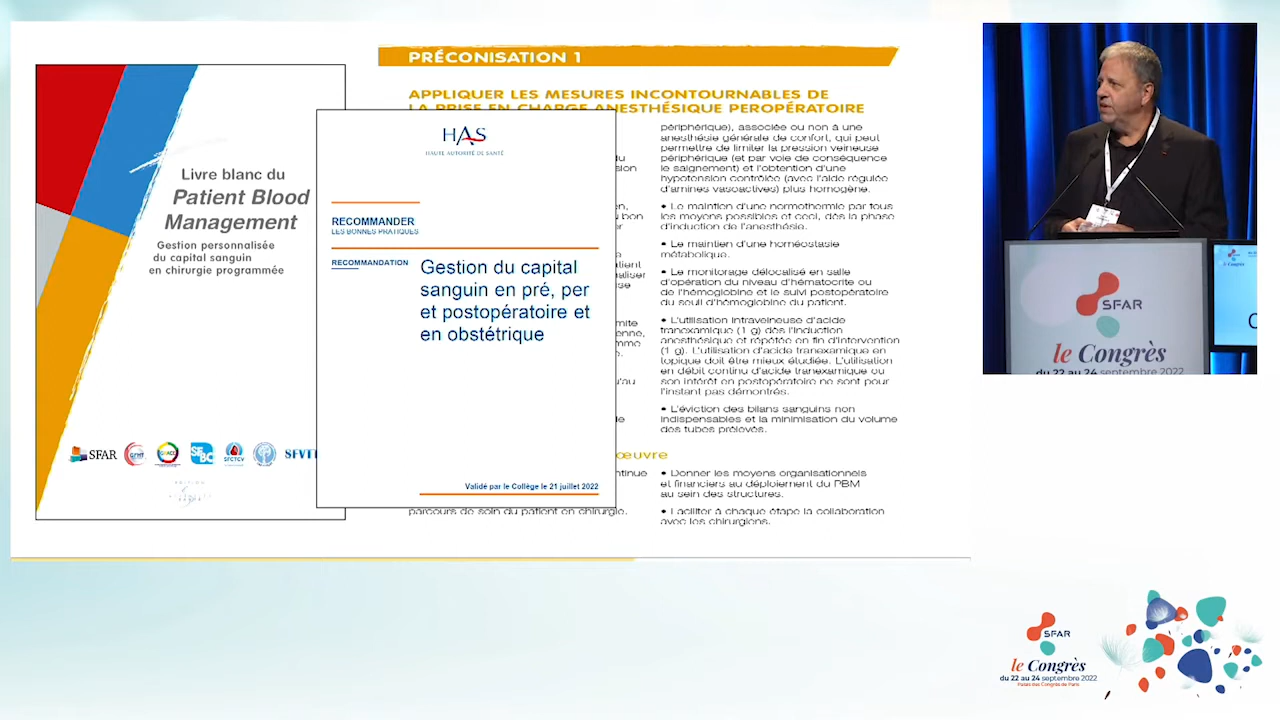 PRÉCONISATION 1
APPLIQUER LES MESURES INCONTOURNABLES DE
LA PRISE EN CHARGE ANESTHÉSIQUE PEROPÉRATOIRE
Livre blanc du
Patient Blood
Management
Gestion personnalisée
du capital sanguin
en chirurgie programmée
SFAR
SFVTT
HAS
HAUTE AUTORITÉ DE SANTÉ
RECOMMANDER
LES BONNES PRATIQUES
RECOMMANDATION
Gestion du capital
sanguin en pré, per
et postopératoire et
en obstétrique
Validé par le Collège le 21 juillet 2022
parcours de soin du patient en chirurgie.
périphérique), associée ou non à une
anesthésie générale de confort, qui peut
permettre de limiter la pression veineuse
périphérique (et par voie de conséquence
le saignement) et l'obtention d'une
hypotension contrôlée (avec l'aide régulée
d'amines vasoactives) plus homogène.
• Le maintien d'une normothermie par tous
les moyens possibles et ceci, dès la phase
d'induction de l'anesthésie.
• Le maintien d'une homéostasie
métabolique.
• Le monitorage délocalisé en salle
d'opération du niveau d'hématocrite ou
de l'hémoglobine et le suivi postopératoire
du seuil d'hémoglobine du patient.
• L'utilisation intraveineuse d'acide
tranexamique (1 g) dès l'induction
anesthésique et répétée en fin d'intervention
(1 g). L'utilisation d'acide tranexamique en
topique doit être mieux étudiée. L'utilisation
en débit continu d'acide tranexamique ou
son intérêt en postopératoire ne sont pour
l'instant pas démontrés.
• L'éviction des bilans sanguins non
indispensables et la minimisation du volume
des tubes prélevés.
œuvre
• Donner les moyens organisationnels
et financiers au déploiement du PBM
au sein des structures.
• Faciliter à chaque étape la collaboration
avec les chirurgiens.
SFAR
le Congrès
du 22 au 24 septembre 2022
SFAR
le Congrès
du 22 au 24 septembre 2022
Palais des Congrès de Paris